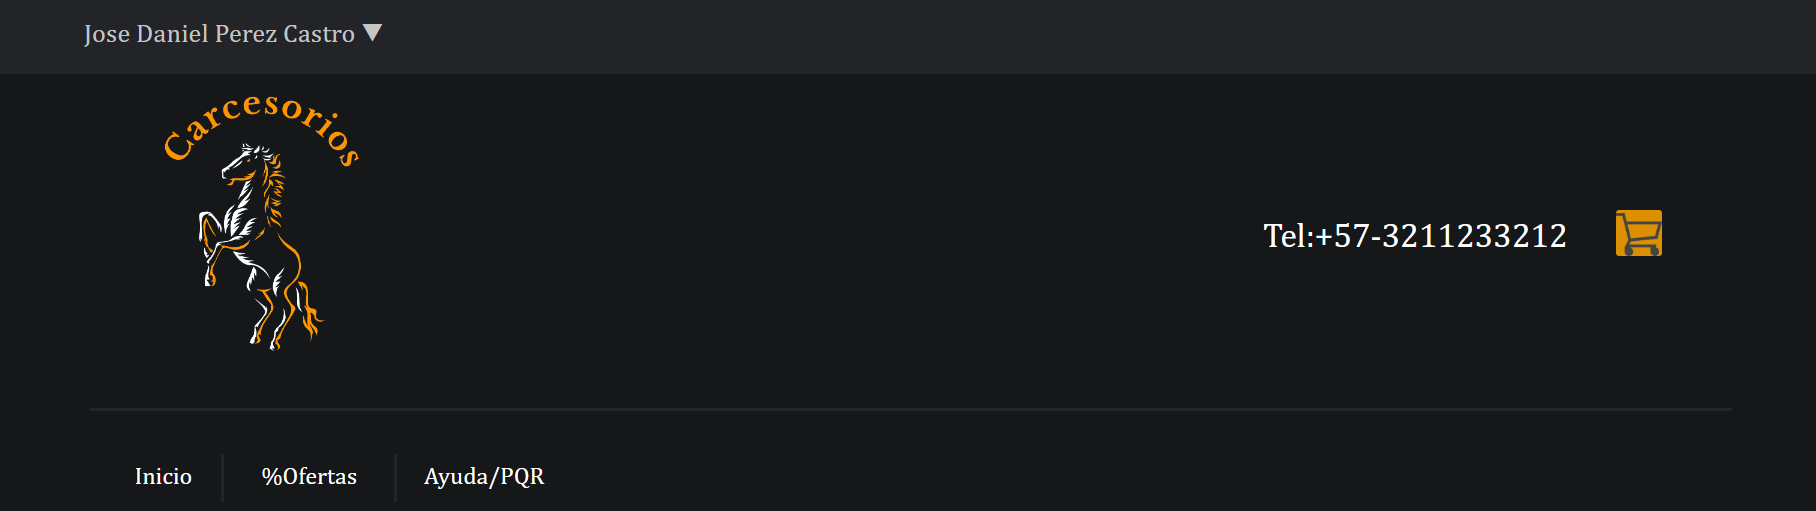 Jose Daniel Perez Castro ▼
Carcesorios
Tel:+57-3211233212
Inicio
%Ofertas
Ayuda/PQR